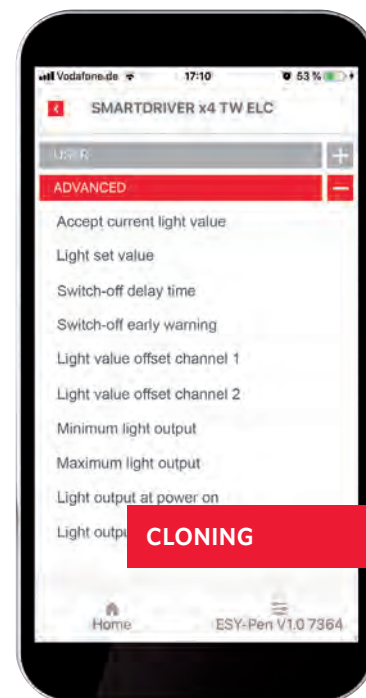 Vodafone.de 17:10 53 %
SMARTDRIVER x4 TW ELC
USER
ADVANCED
Accept current light value
Light set value
Switch-off delay time
Switch-off early warning
Light value offset channel 1
Light value offset channel 2
Minimum light output
Maximum light output
Light output at power on
Light
CLONING
Home ESY-Pen V1.0 7364